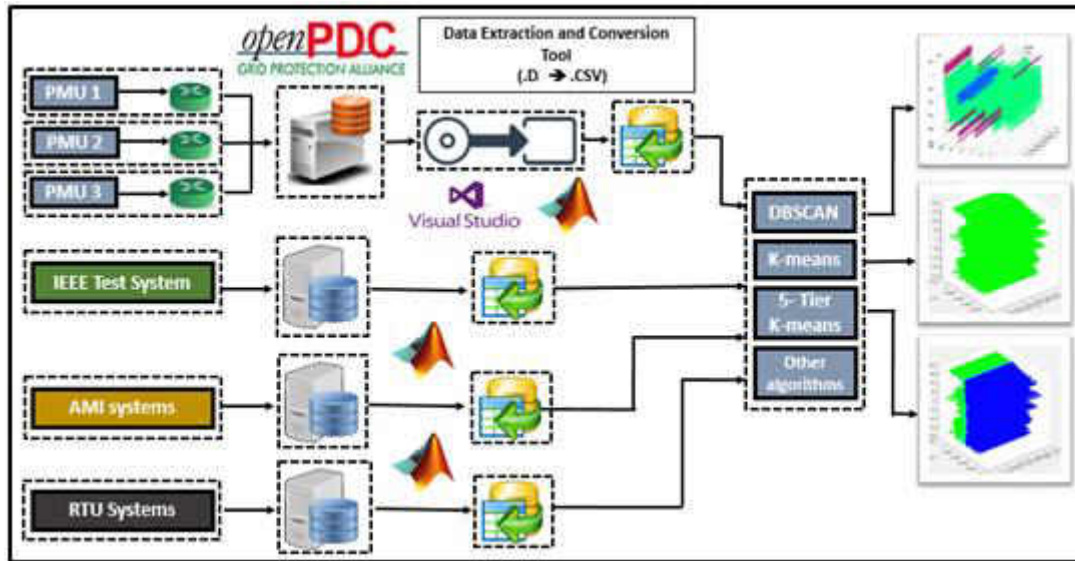 openPDC
GRID PROTECTION ALLIANCE
Data Extraction and Conversion
Tool
(.D ➔ .CSV)
PMU 1
PMU 2
PMU 3
Visual Studio
DBSCAN
K-means
5- Tier
K-means
Other
algorithms
IEEE Test System
AMI systems
RTU Systems